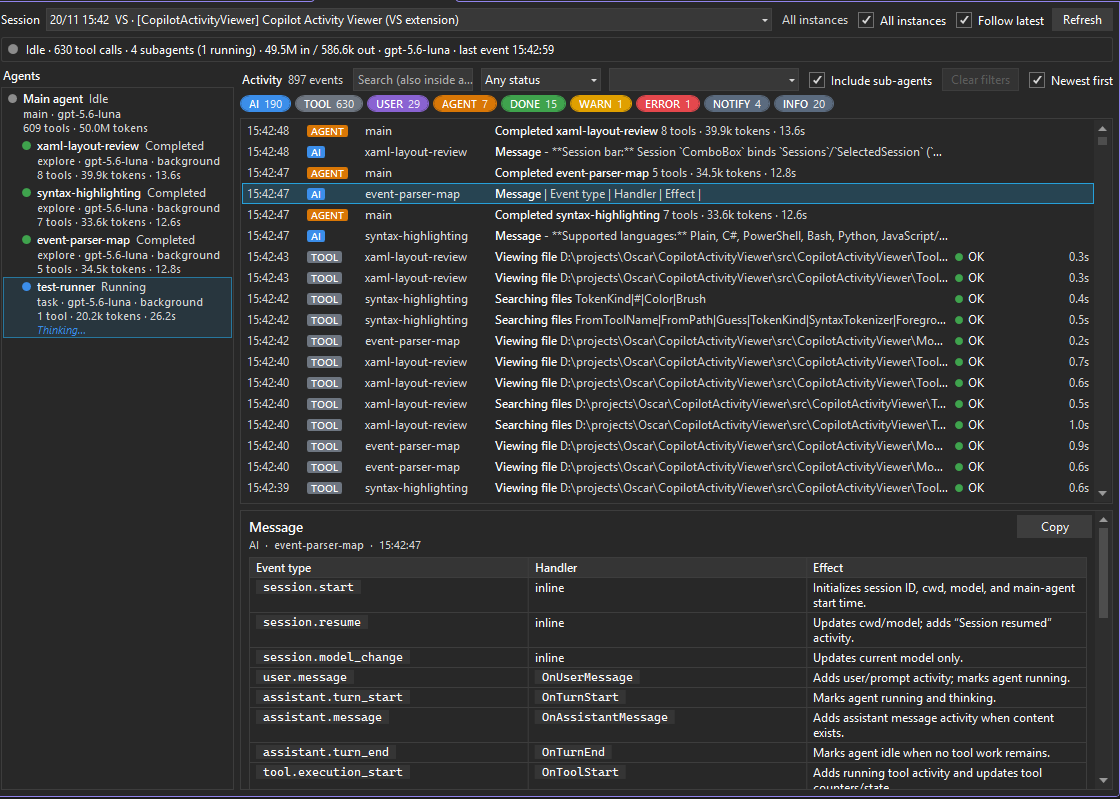 Session 20/11 15:42 VS · [CopilotActivityViewer] Copilot Activity Viewer (VS extension) All instances All instances Follow latest Refresh
Idle · 630 tool calls · 4 subagents (1 running) · 49.5M in / 586.6k out · gpt-5.6-luna · last event 15:42:59
Agents
Main agent Idle
main · gpt-5.6-luna
609 tools · 50.0M tokens
xaml-layout-review Completed
explore · gpt-5.6-luna · background
8 tools · 39.9k tokens · 13.6s
syntax-highlighting Completed
explore · gpt-5.6-luna · background
7 tools · 33.6k tokens · 12.6s
event-parser-map Completed
explore · gpt-5.6-luna · background
5 tools · 34.5k tokens · 12.8s
test-runner Running
task · gpt-5.6-luna · background
1 tool · 20.2k tokens · 26.2s
Thinking...
Activity 897 events Search (also inside a... Any status Include sub-agents Clear filters Newest first
AI 190 TOOL 630 USER 29 AGENT 7 DONE 15 WARN 1 ERROR 1 NOTIFY 4 INFO 20
15:42:48 AGENT main Completed xaml-layout-review 8 tools · 39.9k tokens · 13.6s
15:42:48 AI xaml-layout-review Message - **Session bar:** Session `ComboBox` binds `Sessions`/`SelectedSession` (`...
15:42:47 AGENT main Completed event-parser-map 5 tools · 34.5k tokens · 12.8s
15:42:47 AI event-parser-map Message | Event type | Handler | Effect |
15:42:47 AGENT main Completed syntax-highlighting 7 tools · 33.6k tokens · 12.6s
15:42:47 AI syntax-highlighting Message - **Supported languages:** Plain, C#, PowerShell, Bash, Python, JavaScript/...
15:42:43 TOOL xaml-layout-review Viewing file D:\projects\Oscar\CopilotActivityViewer\src\CopilotActivityViewer\Tool... OK 0.3s
15:42:43 TOOL xaml-layout-review Viewing file D:\projects\Oscar\CopilotActivityViewer\src\CopilotActivityViewer\Tool... OK 0.3s
15:42:42 TOOL syntax-highlighting Searching files TokenKind|#|Color|Brush OK 0.4s
15:42:42 TOOL syntax-highlighting Searching files FromToolName|FromPath|Guess|TokenKind|SyntaxTokenizer|Foregro... OK 0.5s
15:42:42 TOOL event-parser-map Viewing file D:\projects\Oscar\CopilotActivityViewer\src\CopilotActivityViewer\Mo... OK 0.2s
15:42:40 TOOL xaml-layout-review Viewing file D:\projects\Oscar\CopilotActivityViewer\src\CopilotActivityViewer\Tool... OK 0.7s
15:42:40 TOOL xaml-layout-review Viewing file D:\projects\Oscar\CopilotActivityViewer\src\CopilotActivityViewer\Tool... OK 0.6s
15:42:40 TOOL xaml-layout-review Searching files D:\projects\Oscar\CopilotActivityViewer\src\CopilotActivityViewer\T... OK 0.5s
15:42:40 TOOL xaml-layout-review Searching files D:\projects\Oscar\CopilotActivityViewer\src\CopilotActivityViewer\T... OK 1.0s
15:42:40 TOOL event-parser-map Viewing file D:\projects\Oscar\CopilotActivityViewer\src\CopilotActivityViewer\Mo... OK 0.9s
15:42:40 TOOL event-parser-map Viewing file D:\projects\Oscar\CopilotActivityViewer\src\CopilotActivityViewer\Mo... OK 0.6s
15:42:39 TOOL syntax-highlighting Viewing file D:\projects\Oscar\CopilotActivityViewer\src\CopilotActivityViewer\Tool... OK 0.6s
Message Copy
AI · event-parser-map · 15:42:47
Event type Handler Effect
session.start inline Initializes session ID, cwd, model, and main-agent
start time.
session.resume inline Updates cwd/model; adds “Session resumed”
activity.
session.model_change inline Updates current model only.
user.message OnUserMessage Adds user/prompt activity; marks agent running.
assistant.turn_start OnTurnStart Marks agent running and thinking.
assistant.message OnAssistantMessage Adds assistant message activity when content
exists.
assistant.turn_end OnTurnEnd Marks agent idle when no tool work remains.
tool.execution_start OnToolStart Adds running tool activity and updates tool
counters/state.